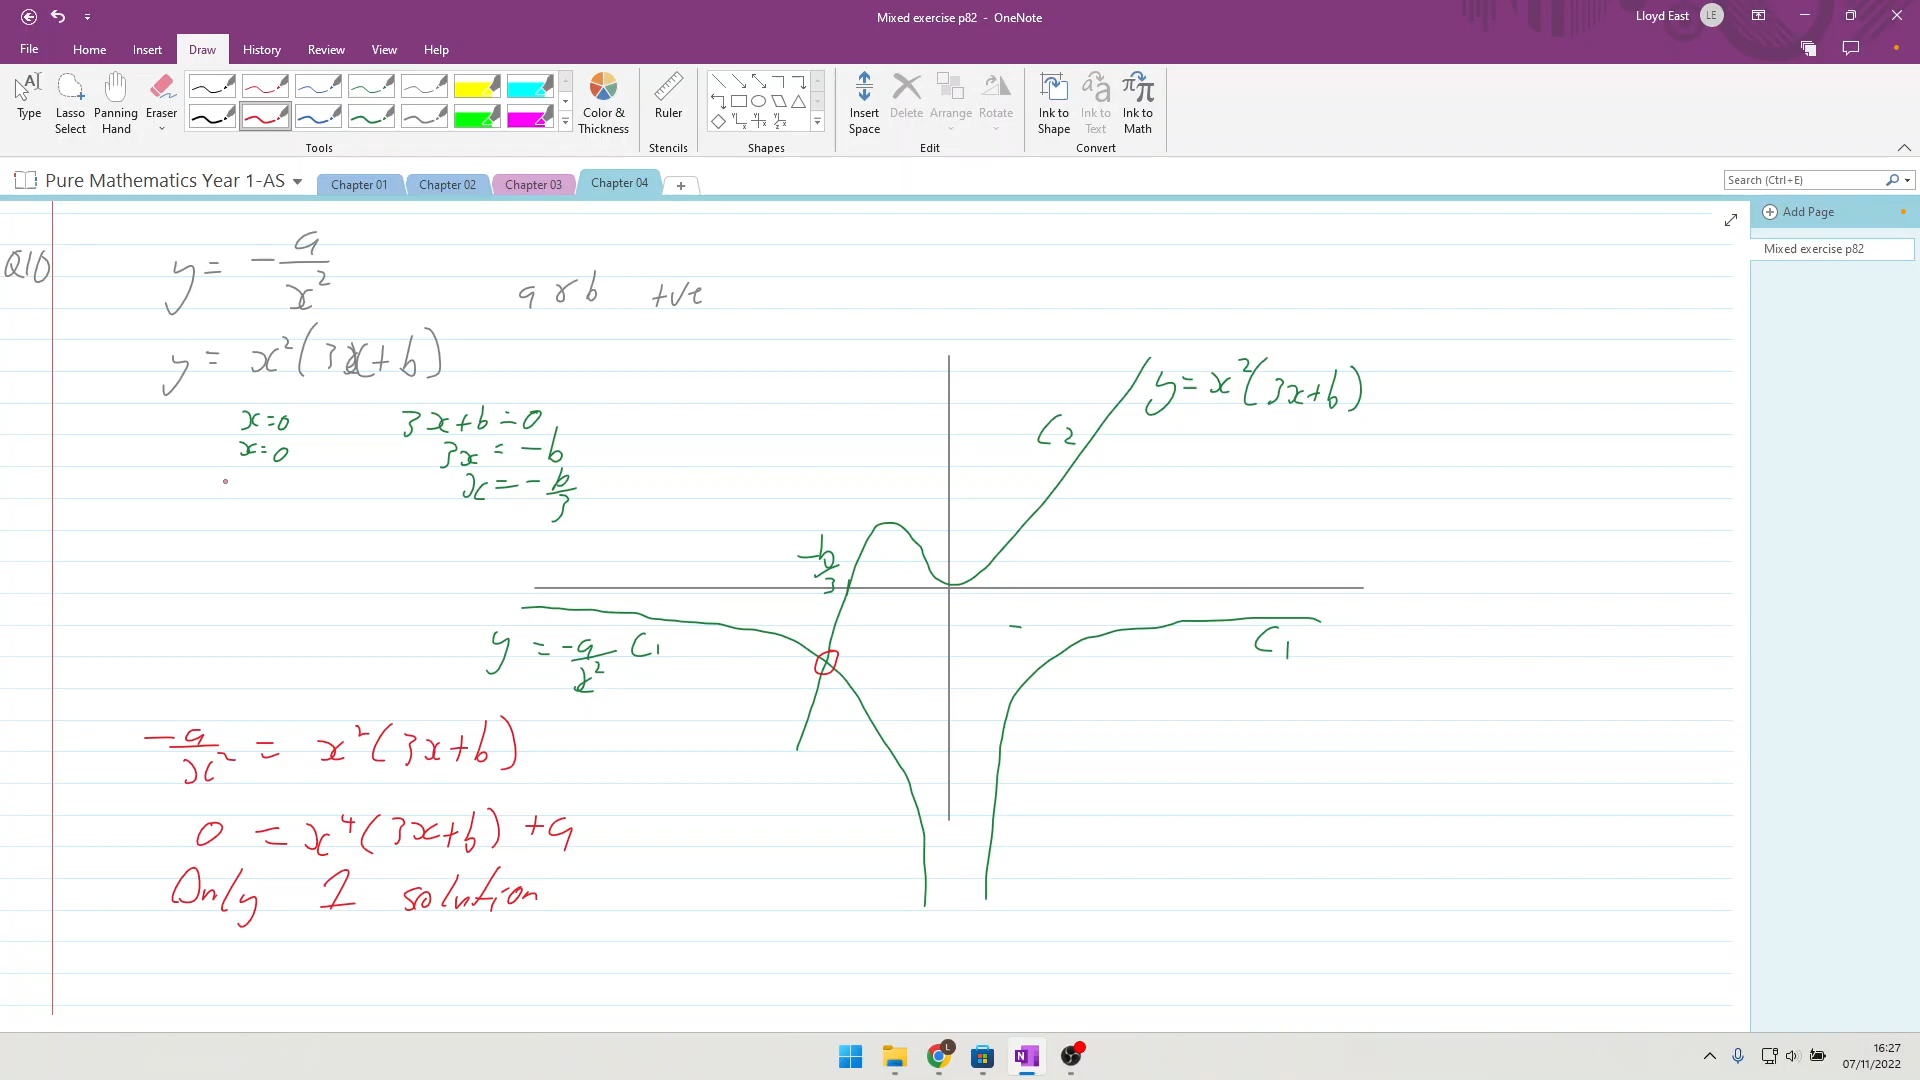 Mixed exercise p82 - OneNote
Lloyd East LE
File Home Insert Draw History Review View Help
Type
Lasso Select
Panning Hand
Eraser
Color & Thickness
Ruler
Insert Space
Delete
Arrange
Rotate
Ink to Shape
Ink to Text
Ink to Math
Tools Stencils Shapes Edit Convert
Pure Mathematics Year 1-AS
Chapter 01 Chapter 02 Chapter 03 Chapter 04
Search (Ctrl+E)
Add Page
Mixed exercise p82
Q10
y = -a/x²
a & b +ve
y = x²(3x+b)
x=0 3x+b=0
x=0 3x = -b
x = -b/3
y = x²(3x+b)
C2
-b/3
y = -a/x² C1
C1
-a/x² = x²(3x+b)
0 = x⁴(3x+b) +a
Only 1 solution
L
N
16:27
07/11/2022